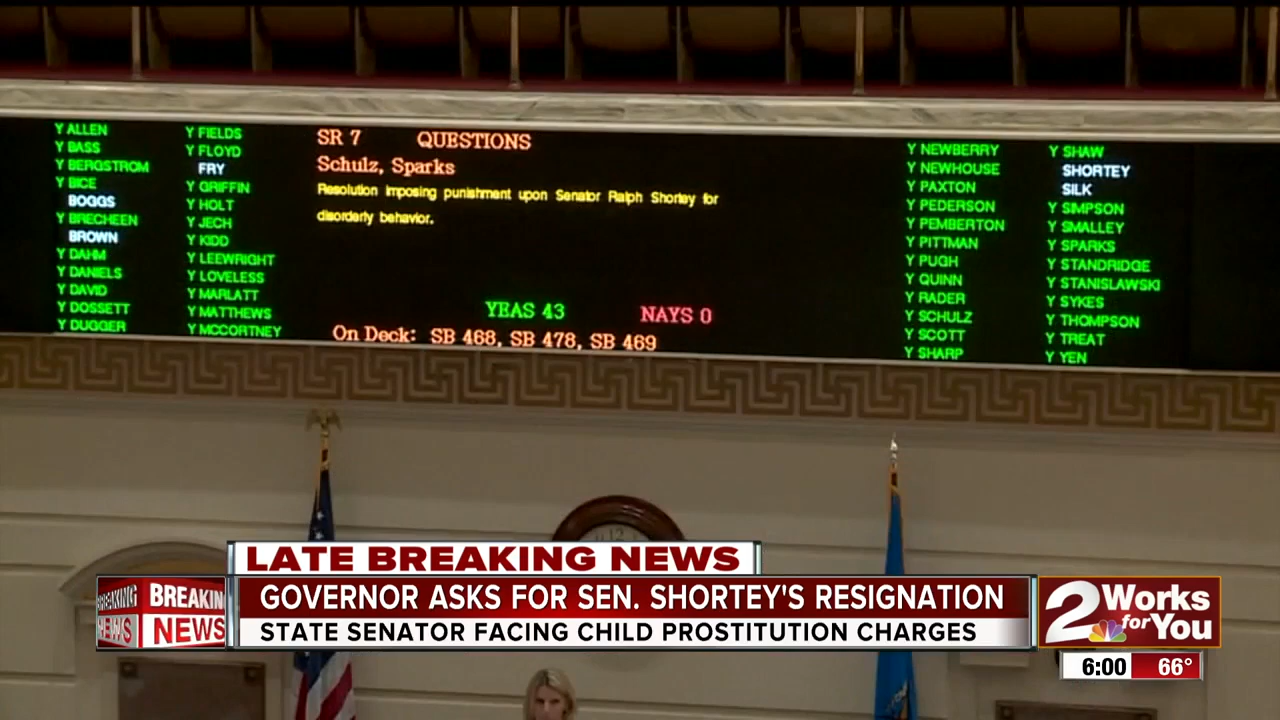 Y ALLEN
Y BASS
Y BERGSTROM
Y BICE
BOGGS
Y BRECHEEN
BROWN
Y DAHM
Y DANIELS
Y DAVID
Y DOSSETT
Y DUGGER
Y FIELDS
Y FLOYD
FRY
Y GRIFFIN
Y HOLT
Y JECH
Y KIDD
Y LEEWRIGHT
Y LOVELESS
Y MARLATT
Y MATTHEWS
Y MCCORTNEY
SR 7 QUESTIONS
Schulz, Sparks
Resolution imposing punishment upon Senator Ralph Shortey for
disorderly behavior.
YEAS 43 NAYS 0
On Deck: SB 468, SB 478, SB 469
Y NEWBERRY
Y NEWHOUSE
Y PAXTON
Y PEDERSON
Y PEMBERTON
Y PITTMAN
Y PUGH
Y QUINN
Y RADER
Y SCHULZ
Y SCOTT
Y SHARP
Y SHAW
SHORTEY
SILK
Y SIMPSON
Y SMALLEY
Y SPARKS
Y STANDRIDGE
Y STANISLAWSKI
Y SYKES
Y THOMPSON
Y TREAT
Y YEN
12
LATE BREAKING NEWS
BREAKING
NEWS
BREAKIN
NEWS
GOVERNOR ASKS FOR SEN. SHORTEY'S RESIGNATION
STATE SENATOR FACING CHILD PROSTITUTION CHARGES
2 Works
for You
6:00 66°